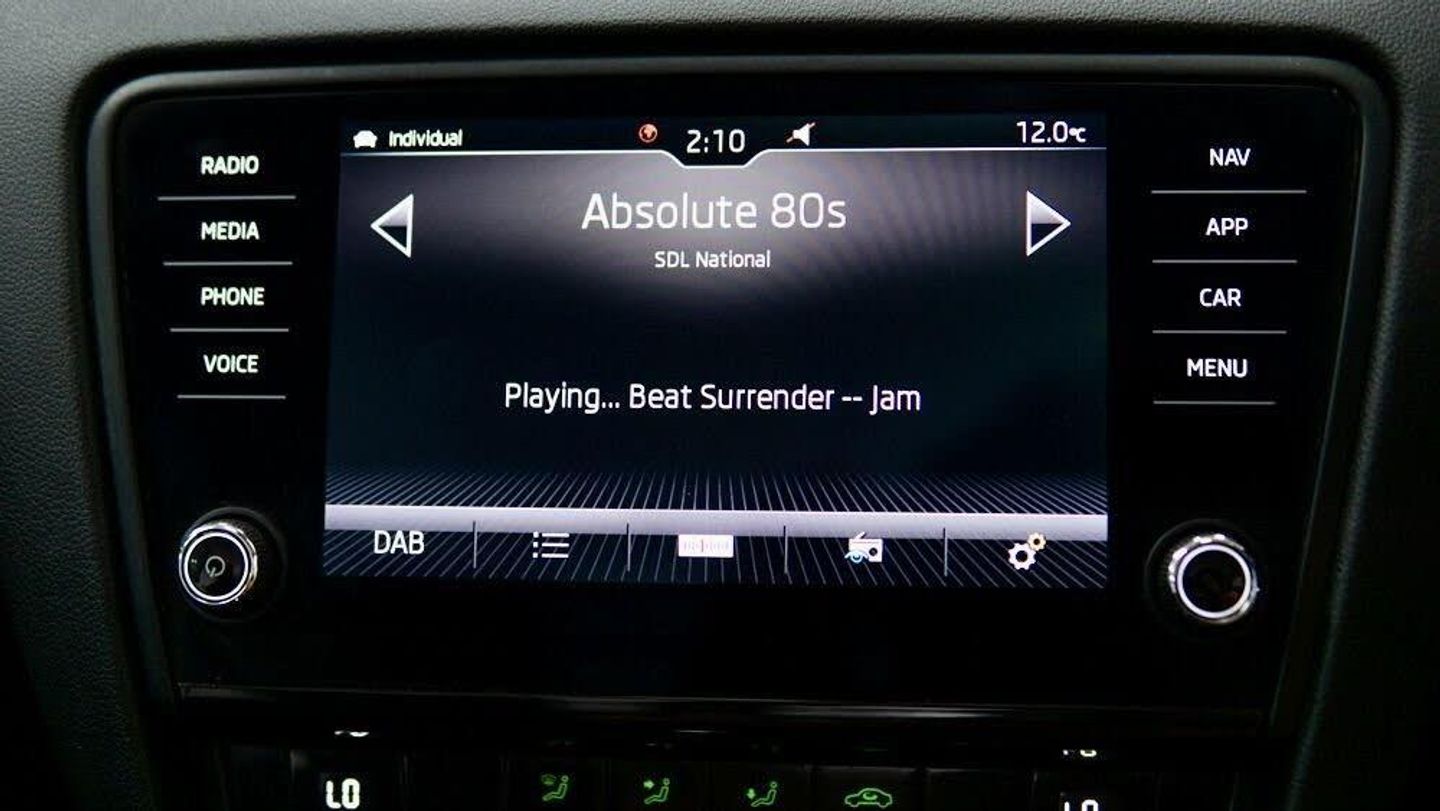 Individual
2:10
12.0°C
RADIO
MEDIA
PHONE
VOICE
Absolute 80s
SDL National
Playing... Beat Surrender -- Jam
DAB
NAV
APP
CAR
MENU
LO
LO